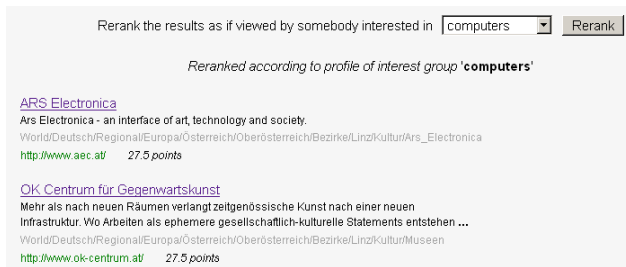 Rerank the results as if viewed by somebody interested in computers Rerank
Reranked according to profile of interest group 'computers'
ARS Electronica
Ars Electronica - an interface of art, technology and society.
World/Deutsch/Regional/Europa/Österreich/Oberösterreich/Bezirke/Linz/Kultur/Ars_Electronica
http://www.aec.at/ 27.5 points
OK Centrum für Gegenwartskunst
Mehr als nach neuen Räumen verlangt zeitgenössische Kunst nach einer neuen
Infrastruktur. Wo Arbeiten als ephemere gesellschaftlich-kulturelle Statements entstehen ...
World/Deutsch/Regional/Europa/Österreich/Oberösterreich/Bezirke/Linz/Kultur/Museen
http://www.ok-centrum.at/ 27.5 points